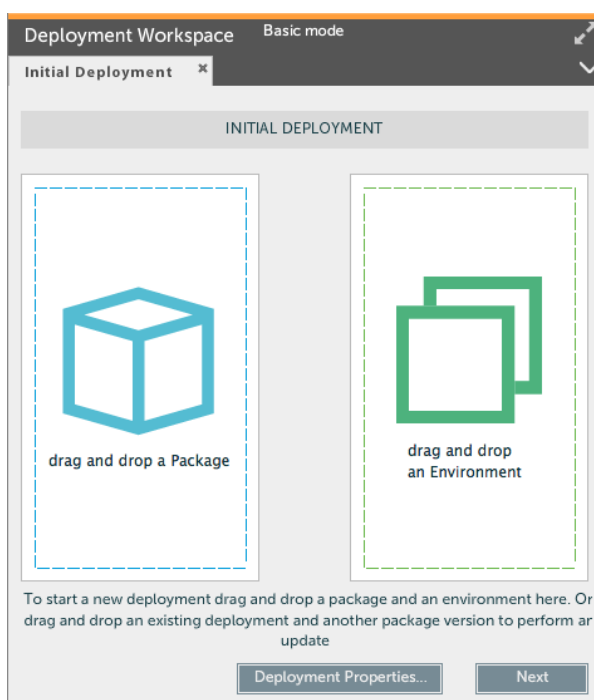 Deployment Workspace Basic mode
Initial Deployment
INITIAL DEPLOYMENT
drag and drop a Package
drag and drop
an Environment
To start a new deployment drag and drop a package and an environment here. Or
drag and drop an existing deployment and another package version to perform
update
Deployment Properties... Next